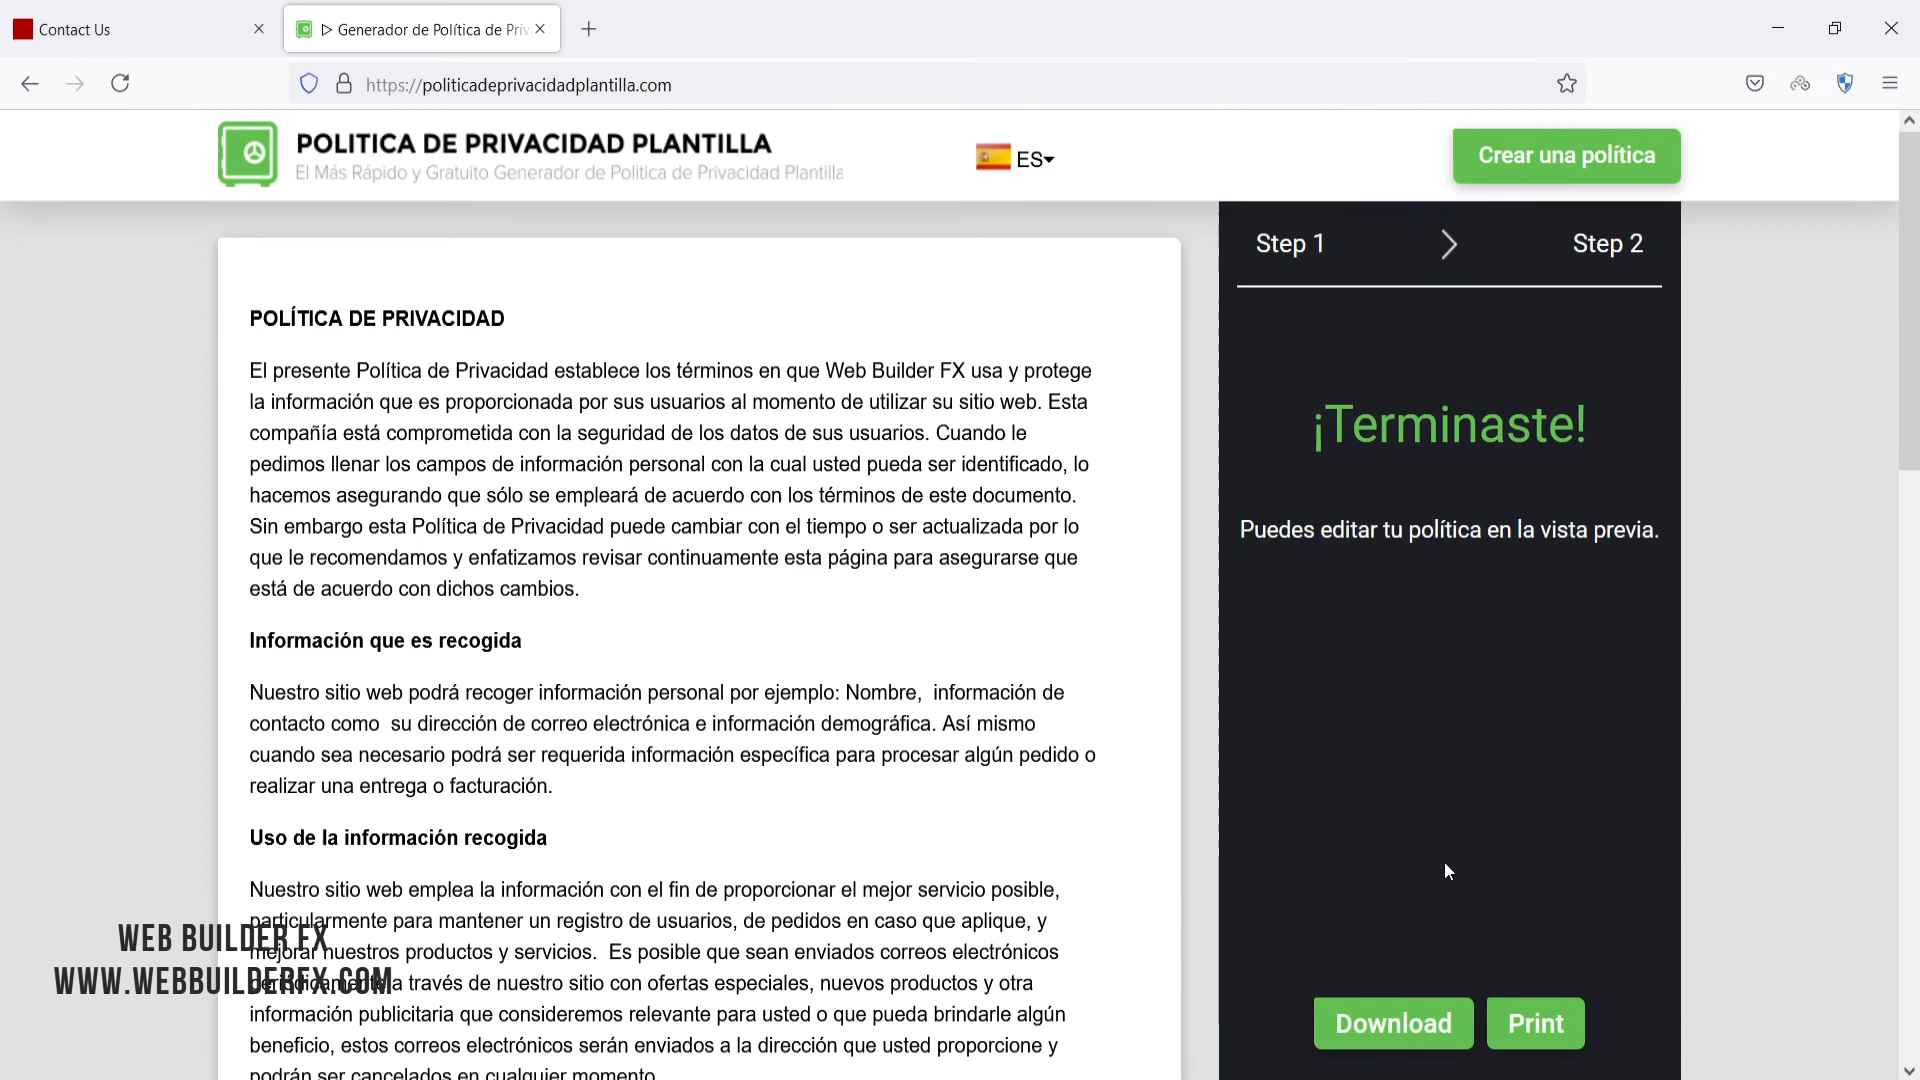 Contact Us
▷ Generador de Política de Priv
https://politicadeprivacidadplantilla.com
POLITICA DE PRIVACIDAD PLANTILLA
El Más Rápido y Gratuito Generador de Politica de Privacidad Plantilla
ES
Crear una política
Step 1
Step 2
POLÍTICA DE PRIVACIDAD
El presente Política de Privacidad establece los términos en que Web Builder FX usa y protege
la información que es proporcionada por sus usuarios al momento de utilizar su sitio web. Esta
compañía está comprometida con la seguridad de los datos de sus usuarios. Cuando le
pedimos llenar los campos de información personal con la cual usted pueda ser identificado, lo
hacemos asegurando que sólo se empleará de acuerdo con los términos de este documento.
Sin embargo esta Política de Privacidad puede cambiar con el tiempo o ser actualizada por lo
que le recomendamos y enfatizamos revisar continuamente esta página para asegurarse que
está de acuerdo con dichos cambios.
Información que es recogida
Nuestro sitio web podrá recoger información personal por ejemplo: Nombre,  información de
contacto como  su dirección de correo electrónica e información demográfica. Así mismo
cuando sea necesario podrá ser requerida información específica para procesar algún pedido o
realizar una entrega o facturación.
Uso de la información recogida
Nuestro sitio web emplea la información con el fin de proporcionar el mejor servicio posible,
particularmente para mantener un registro de usuarios, de pedidos en caso que aplique, y
mejorar nuestros productos y servicios.  Es posible que sean enviados correos electrónicos
periódicamente a través de nuestro sitio con ofertas especiales, nuevos productos y otra
información publicitaria que consideremos relevante para usted o que pueda brindarle algún
beneficio, estos correos electrónicos serán enviados a la dirección que usted proporcione y
podrán ser cancelados en cualquier momento.
¡Terminaste!
Puedes editar tu política en la vista previa.
Download
Print
WEB BUILDER FX
WWW.WEBBUILDERFX.COM